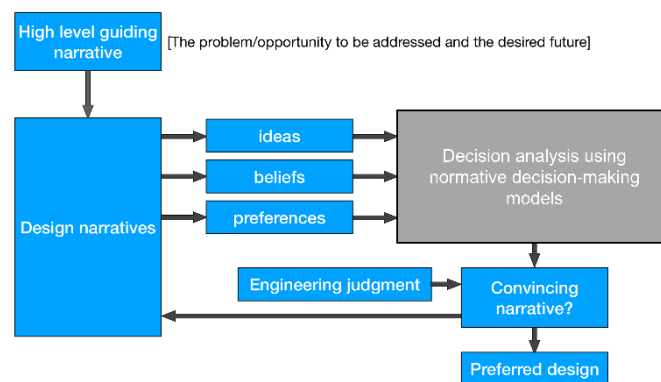 High level guiding
narrative
[The problem/opportunity to be addressed and the desired future]
Design narratives
ideas
beliefs
preferences
Decision analysis using
normative decision-making
models
Engineering judgment
Convincing
narrative?
Preferred design